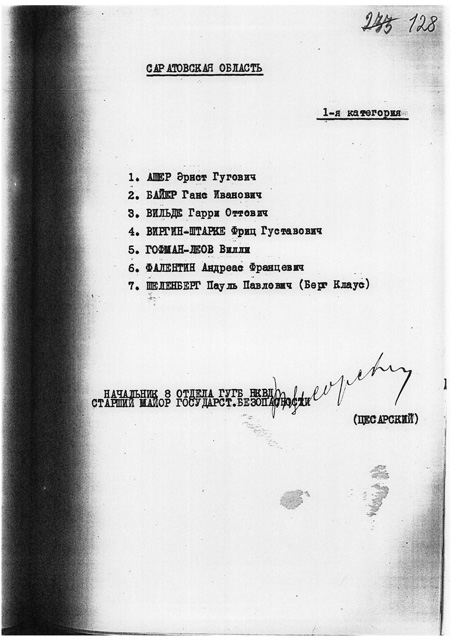 128
САРАТОВСКАЯ ОБЛАСТЬ
1-я категория
1. АШЕР Эрнст Гугович
2. БАЙЕР Ганс Иванович
3. ВИЛЬДЕ Гарри Оттович
4. ВИРГИН-ШТАРКЕ Фриц Густавович
5. ГОФМАН-ЛЕОВ Вилли
6. ФАЛЕНТИН Андреас Францевич
7. ШЕЛЕНБЕРГ Пауль Павлович (Берг Клаус)
НАЧАЛЬНИК 8 ОТДЕЛА ГУГБ НКВД
СТАРШИЙ МАЙОР ГОСУДАРСТ.БЕЗОПАСНОСТИ
(ЦЕСАРСКИЙ)